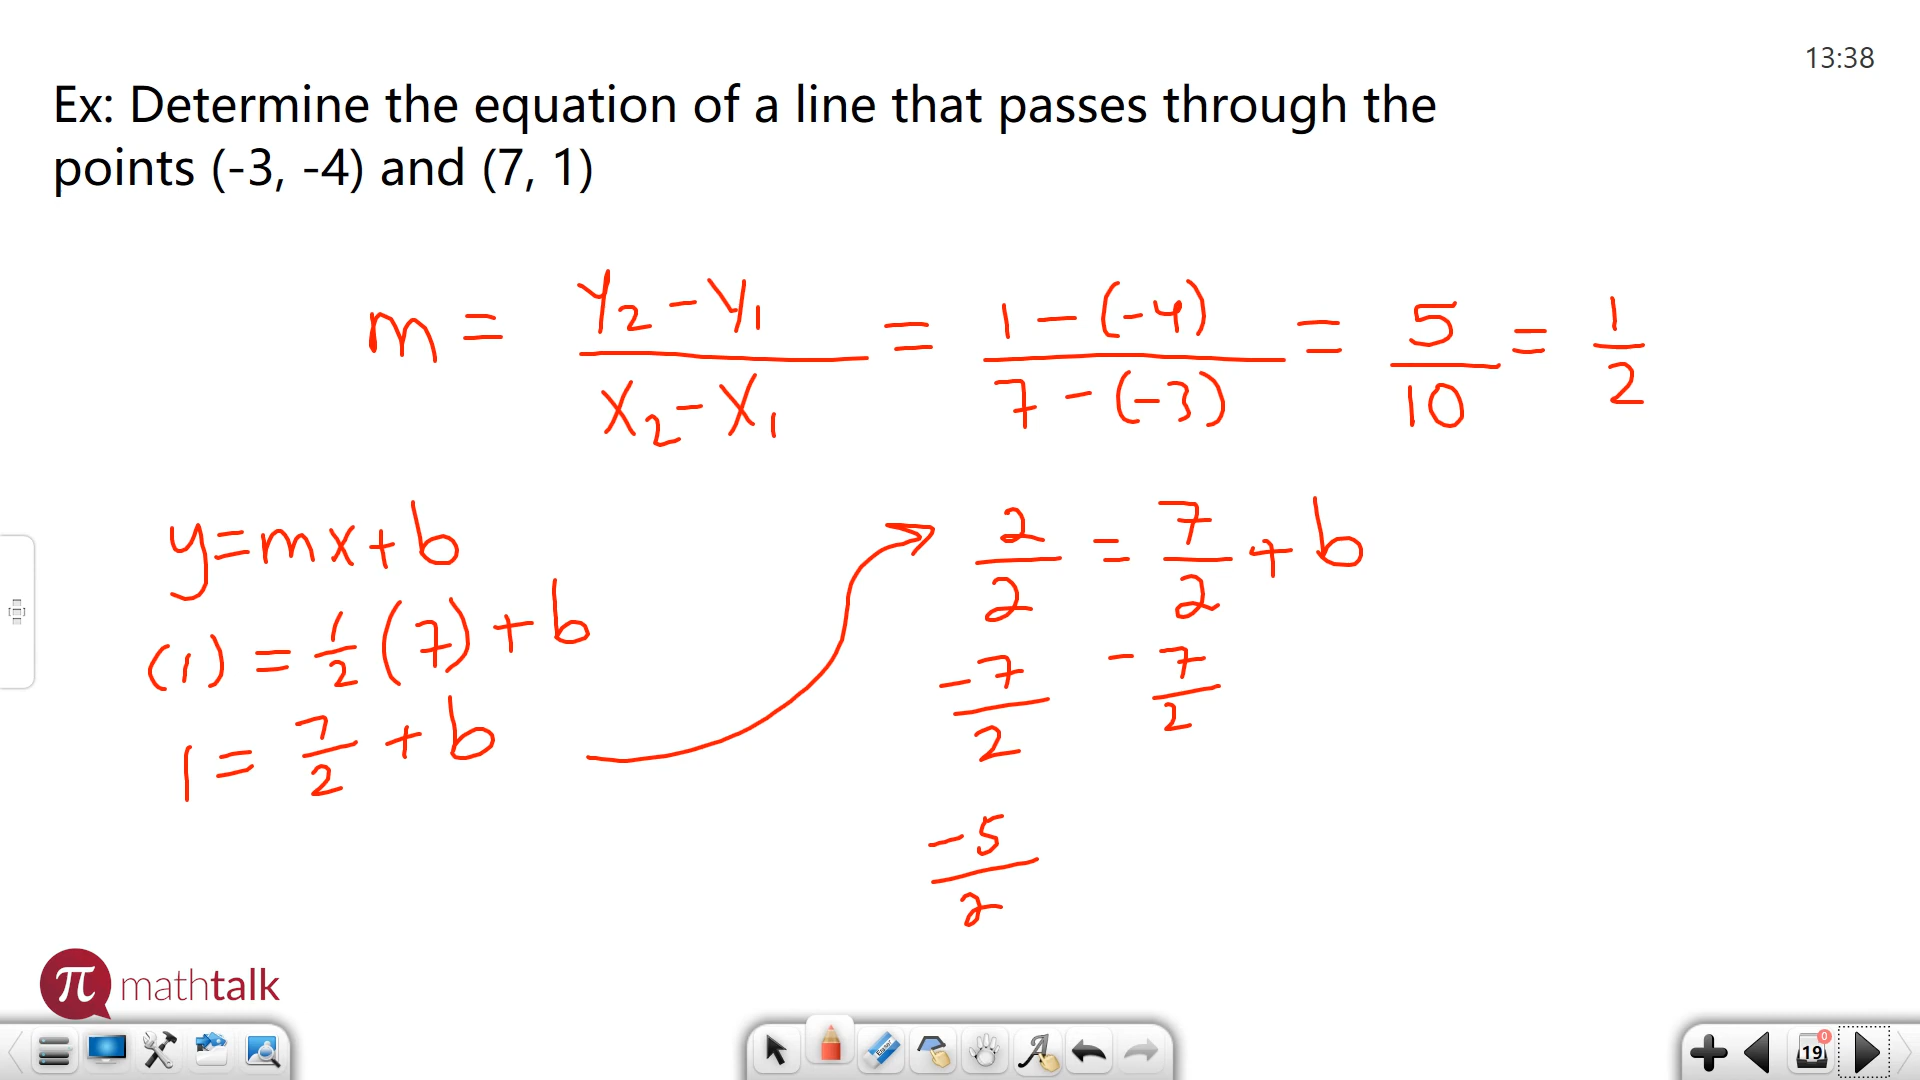 13:38
Ex: Determine the equation of a line that passes through the
points (-3, -4) and (7, 1)
m = (y₂ - y₁)/(x₂ - x₁) = (1 - (-4))/(7 - (-3)) = 5/10 = 1/2
y = mx + b
(1) = 1/2 (7) + b
1 = 7/2 + b
2/2 = 7/2 + b
-7/2 -7/2
-5/2
π mathtalk
Eraser
A
19
0